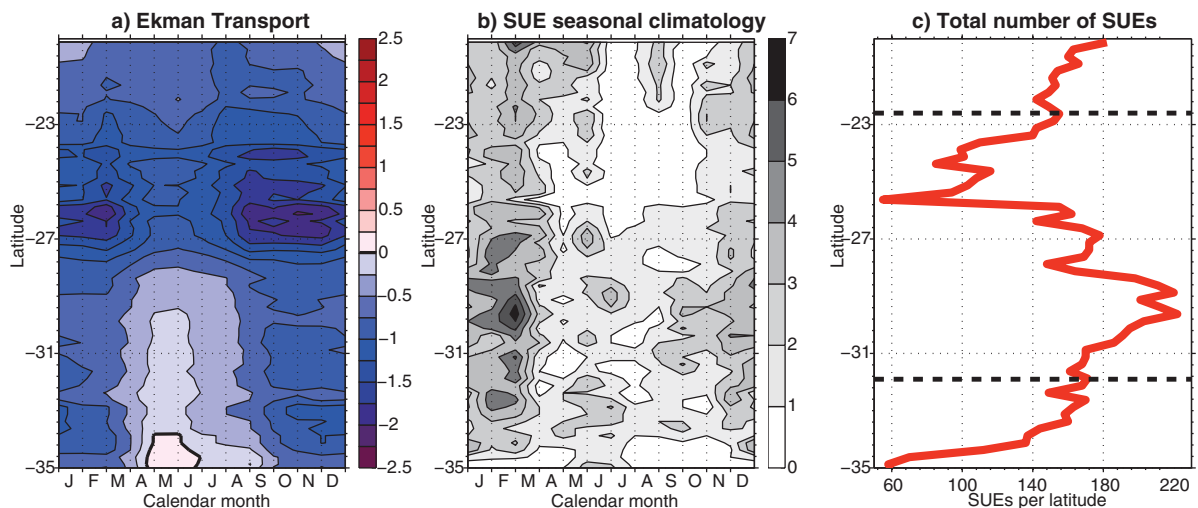 a) Ekman Transport
b) SUE seasonal climatology
c) Total number of SUEs
Latitude
−23
−27
−31
−35
J F M A M J J A S O N D
Calendar month
2.5
2
1.5
1
0.5
0
−0.5
−1
−1.5
−2
−2.5
Latitude
−23
−27
−31
−35
J F M A M J J A S O N D
Calendar month
7
6
5
4
3
2
1
0
Latitude
−23
−27
−31
−35
60 100 140 180 220
SUEs per latitude